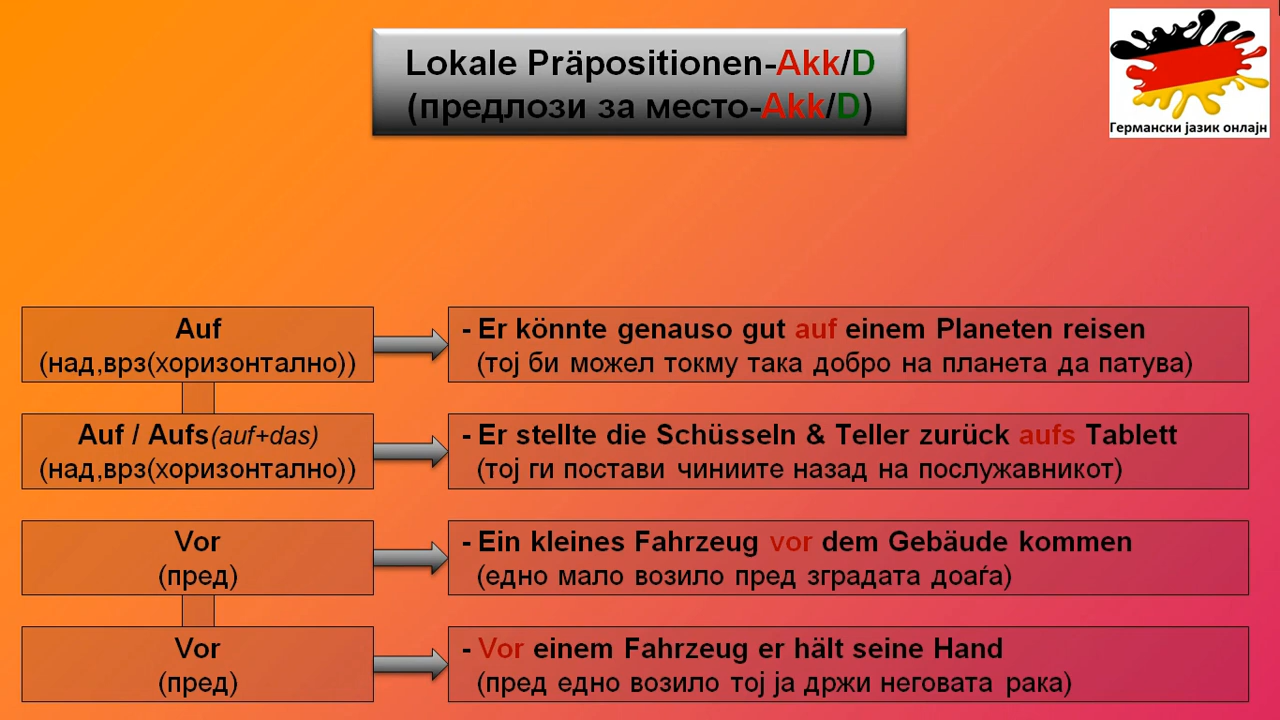 Lokale Präpositionen-Akk/D
(предлози за место-Akk/D)
Германски јазик онлајн
Auf
(над,врз(хоризонтално))
- Er könnte genauso gut auf einem Planeten reisen
(тој би можел токму така добро на планета да патува)
Auf / Aufs(auf+das)
(над,врз(хоризонтално))
- Er stellte die Schüsseln & Teller zurück aufs Tablett
(тој ги постави чиниите назад на послужавникот)
Vor
(пред)
- Ein kleines Fahrzeug vor dem Gebäude kommen
(едно мало возило пред зградата доаѓа)
Vor
(пред)
- Vor einem Fahrzeug er hält seine Hand
(пред едно возило тој ја држи неговата рака)